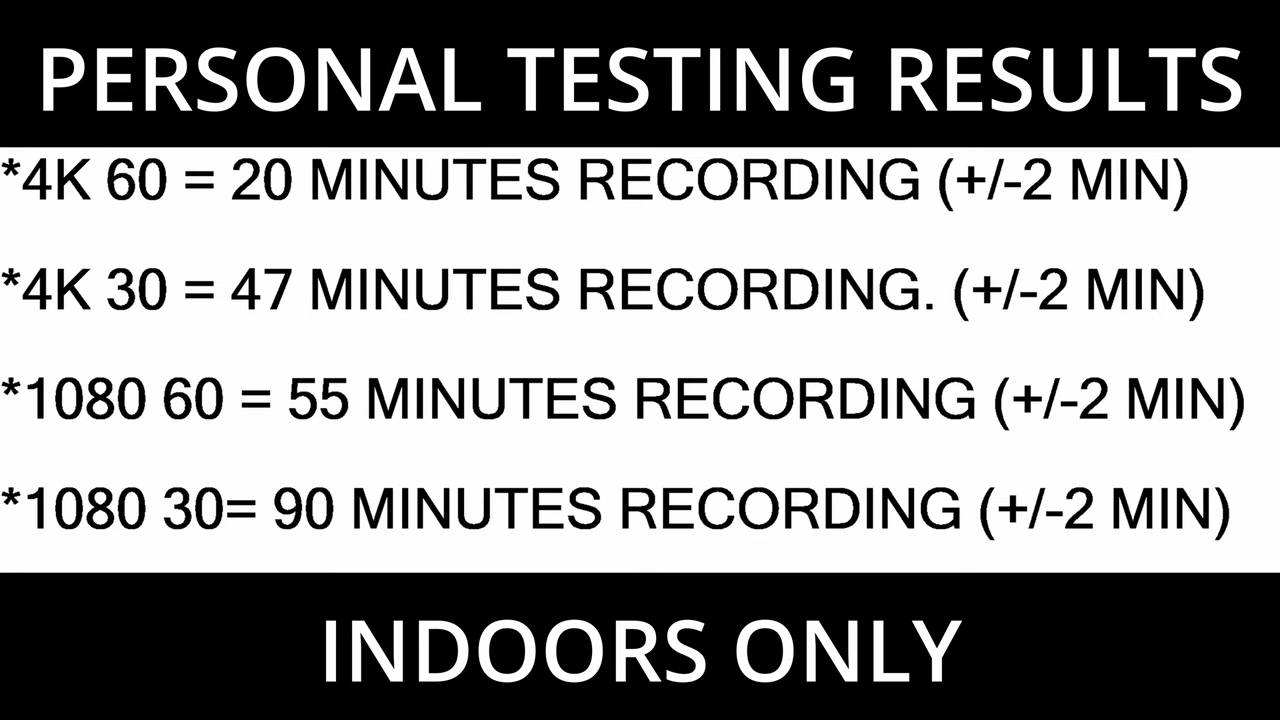 PERSONAL TESTING RESULTS
*4K 60 = 20 MINUTES RECORDING (+/-2 MIN)
*4K 30 = 47 MINUTES RECORDING. (+/-2 MIN)
*1080 60 = 55 MINUTES RECORDING (+/-2 MIN)
*1080 30= 90 MINUTES RECORDING (+/-2 MIN)
INDOORS ONLY